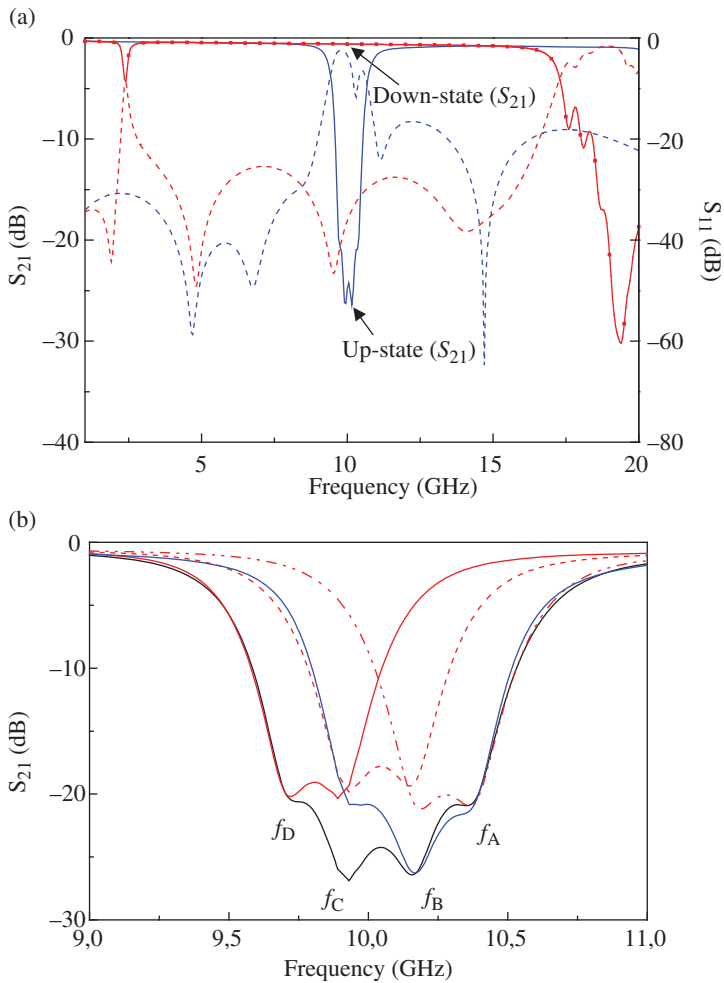 (a)
0
−10
−20
−30
−40
S21 (dB)
0
−20
−40
−60
−80
S11 (dB)
Down-state (S21)
Up-state (S21)
5
10
15
20
Frequency (GHz)
(b)
0
−10
−20
−30
S21 (dB)
fD
fC
fB
fA
9,0
9,5
10,0
10,5
11,0
Frequency (GHz)